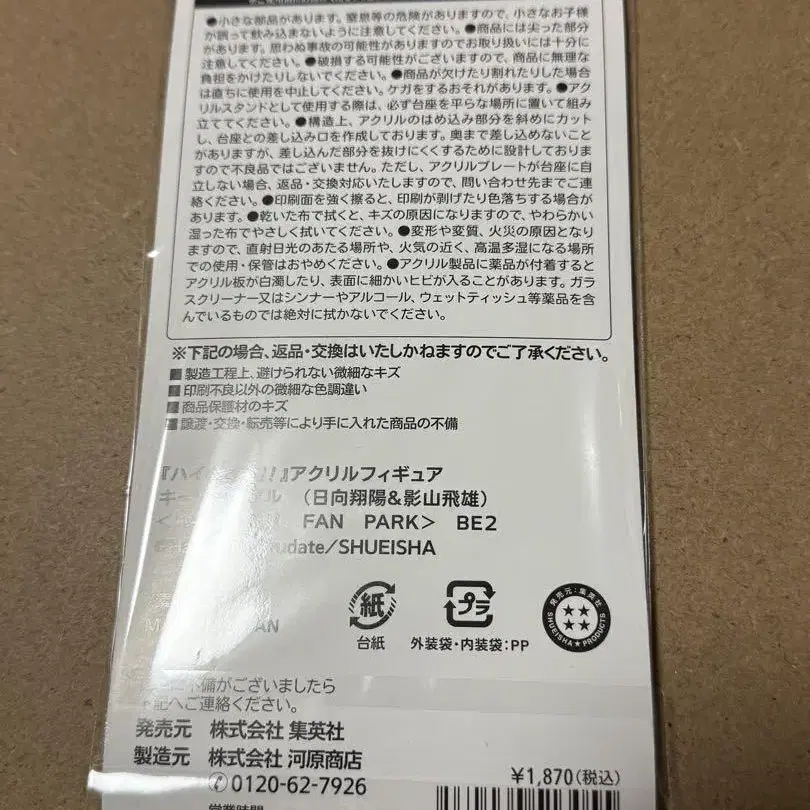 ●小さな部品があります。窒息等の危険がありますので、小さなお子様
が誤って飲み込まないように注意してください。●商品には尖った部分
があります。思わぬ事故の可能性がありますのでお取り扱いには十分に
注意してください。●破損する可能性がございますので、商品に無理な
負担をかけたりしないでください。●商品が欠けたり割れたりした場合
は直ちに使用を中止してください。ケガをするおそれがあります。●アク
リルスタンドとして使用する際は、必ず台座を平らな場所に置いて組み
立ててください。●構造上、アクリルのはめ込み部分を斜めにカット
し、台座との差し込み口を作成しております。奥まで差し込めないこと
がありますが、差し込んだ部分を抜けにくくするために設計しておりま
すので不良品ではございません。ただし、アクリルプレートが台座に自
立しない場合、返品・交換対応いたしますので、問い合わせ先までご連
絡ください。●印刷面を強く擦ると、印刷が剥げたり色落ちする場合が
あります。●乾いた布で拭くと、キズの原因になりますので、やわらかい
湿った布でやさしく拭いてください。●変形や変質、火災の原因となり
ますので、直射日光のあたる場所や、火気の近く、高温多湿になる場所
での使用・保管はおやめください。●アクリル製品に薬品が付着すると
アクリル板が白濁したり、表面に細かいヒビが入ることがあります。ガラ
スクリーナー又はシンナーやアルコール、ウェットティッシュ等薬品を含
んでいるものでは絶対に拭かないでください。
※下記の場合、返品・交換はいたしかねますのでご了承ください。
■製造工程上、避けられない微細なキズ
■印刷不良以外の微細な色調違い
■商品保護材のキズ
■譲渡・交換・転売等により手に入れた商品の不備
『ハイ!!』アクリルフィギュア
(日向翔陽&影山飛雄)
FAN PARK> BE2
udate/SHUEISHA
紙
台紙
プラ
外装袋・内装袋:PP
発売元:集英社
SHUEISHA★PRODUCTS
不備がございましたら
下記へご連絡ください。
発売元 株式会社 集英社
製造元 株式会社 河原商店
0120-62-7926
¥1,870(税込)
営業時間